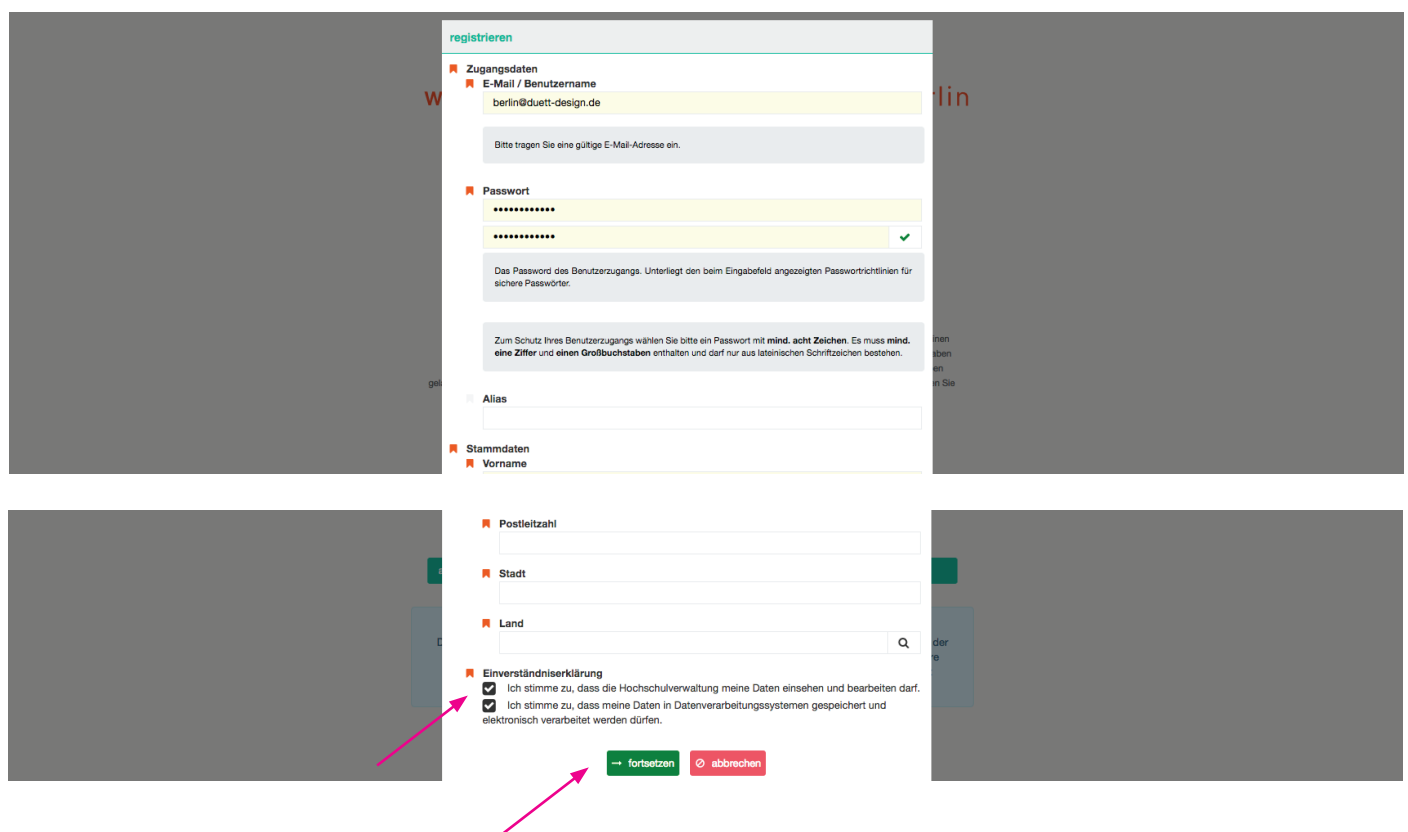 registrieren
Zugangsdaten
E-Mail / Benutzername
w
lin
berlin@duett-design.de
Bitte tragen Sie eine gültige E-Mail-Adresse ein.
Passwort
••••••••••••
••••••••••••
Das Password des Benutzerzugangs. Unterliegt den beim Eingabefeld angezeigten Passwortrichtlinien für
sichere Passwörter.
Zum Schutz Ihres Benutzerzugangs wählen Sie bitte ein Passwort mit mind. acht Zeichen. Es muss mind.
eine Ziffer und einen Großbuchstaben enthalten und darf nur aus lateinischen Schriftzeichen bestehen.
Alias
Stammdaten
Vorname
Postleitzahl
Stadt
Land
der
Einverständniserklärung
Ich stimme zu, dass die Hochschulverwaltung meine Daten einsehen und bearbeiten darf.
Ich stimme zu, dass meine Daten in Datenverarbeitungssystemen gespeichert und
elektronisch verarbeitet werden dürfen.
fortsetzen abbrechen